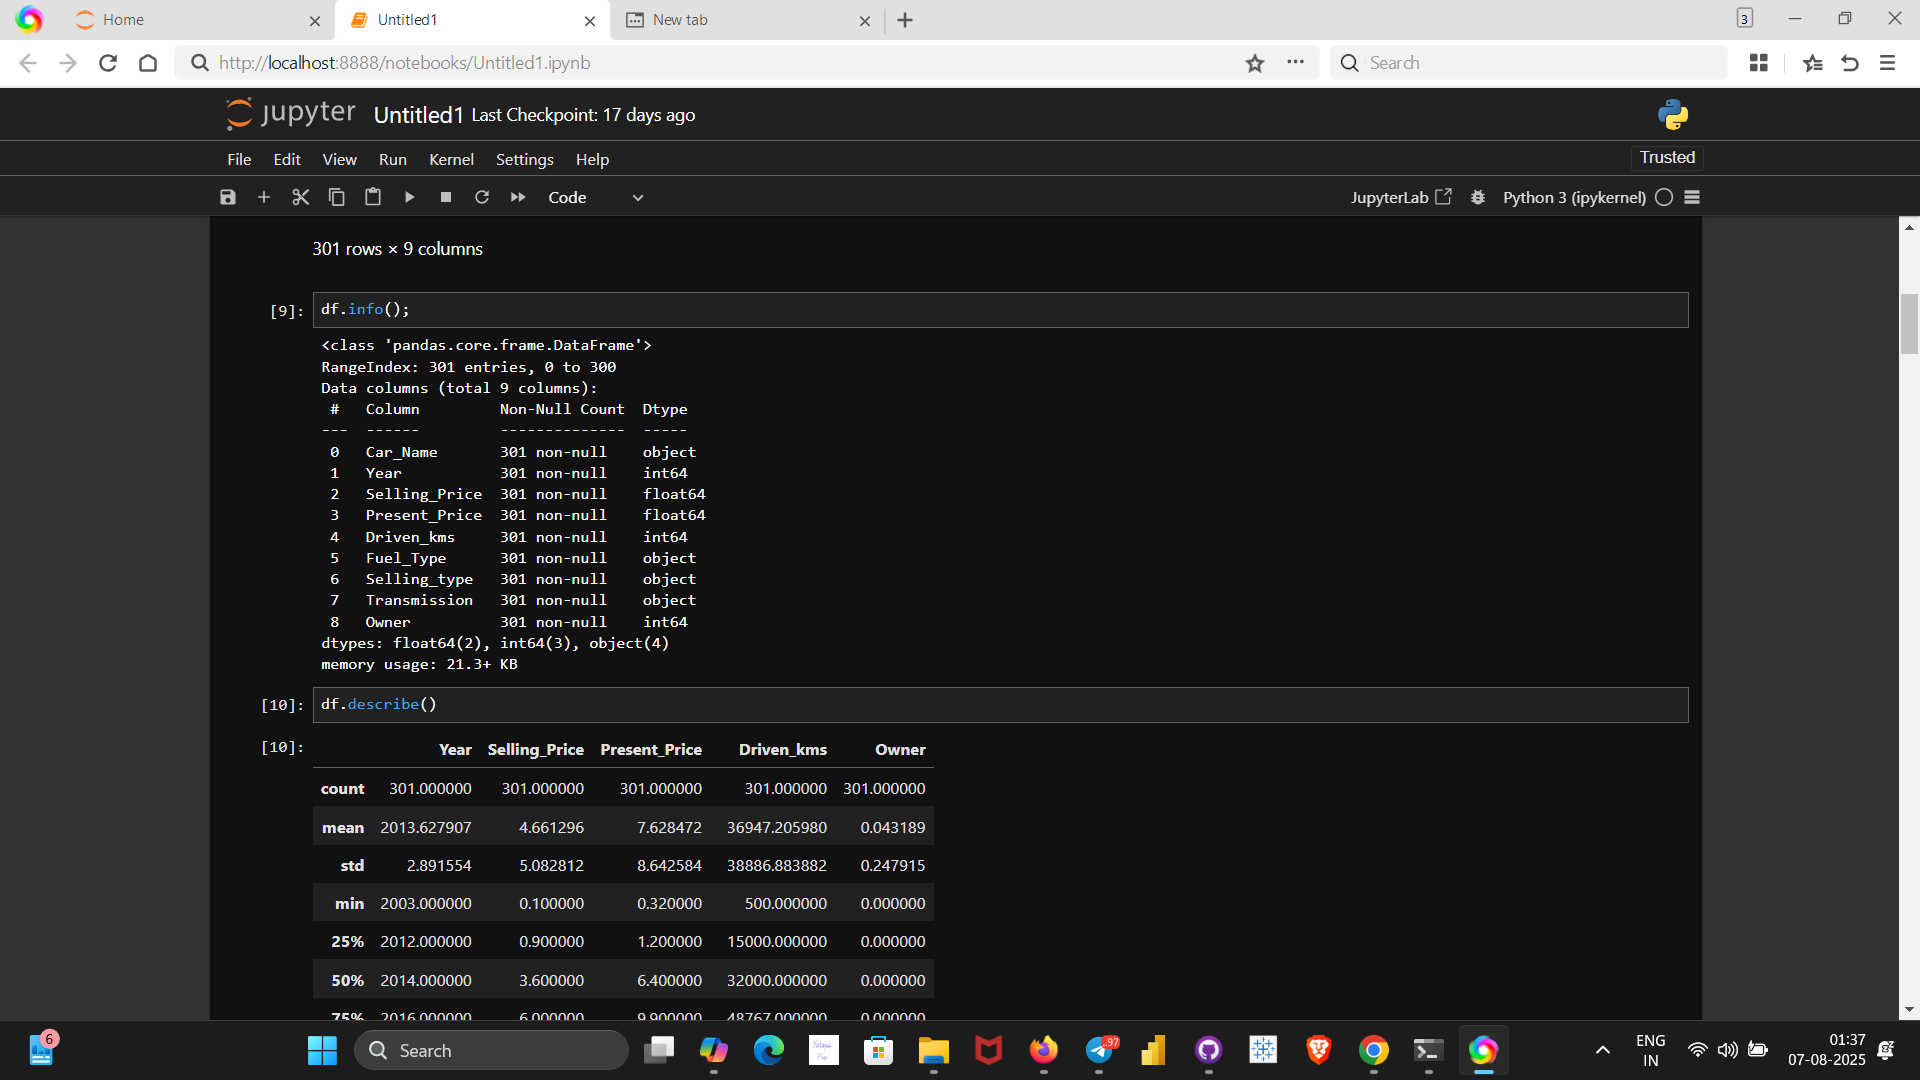 Home
Untitled1
New tab
3
http://localhost:8888/notebooks/Untitled1.ipynb
Search
jupyter Untitled1 Last Checkpoint: 17 days ago
File Edit View Run Kernel Settings Help
Trusted
Code
JupyterLab
Python 3 (ipykernel)
301 rows × 9 columns
[9]: df.info();
<class 'pandas.core.frame.DataFrame'>
RangeIndex: 301 entries, 0 to 300
Data columns (total 9 columns):
# Column Non-Null Count Dtype
--- ------ -------------- -----
0 Car_Name 301 non-null object
1 Year 301 non-null int64
2 Selling_Price 301 non-null float64
3 Present_Price 301 non-null float64
4 Driven_kms 301 non-null int64
5 Fuel_Type 301 non-null object
6 Selling_type 301 non-null object
7 Transmission 301 non-null object
8 Owner 301 non-null int64
dtypes: float64(2), int64(3), object(4)
memory usage: 21.3+ KB
[10]: df.describe()
[10]: Year Selling_Price Present_Price Driven_kms Owner
count 301.000000 301.000000 301.000000 301.000000 301.000000
mean 2013.627907 4.661296 7.628472 36947.205980 0.043189
std 2.891554 5.082812 8.642584 38886.883882 0.247915
min 2003.000000 0.100000 0.320000 500.000000 0.000000
25% 2012.000000 0.900000 1.200000 15000.000000 0.000000
50% 2014.000000 3.600000 6.400000 32000.000000 0.000000
75% 2016.000000 6.000000 9.900000 48767.000000 0.000000
6
Search
97
ENG
IN
01:37
07-08-2025